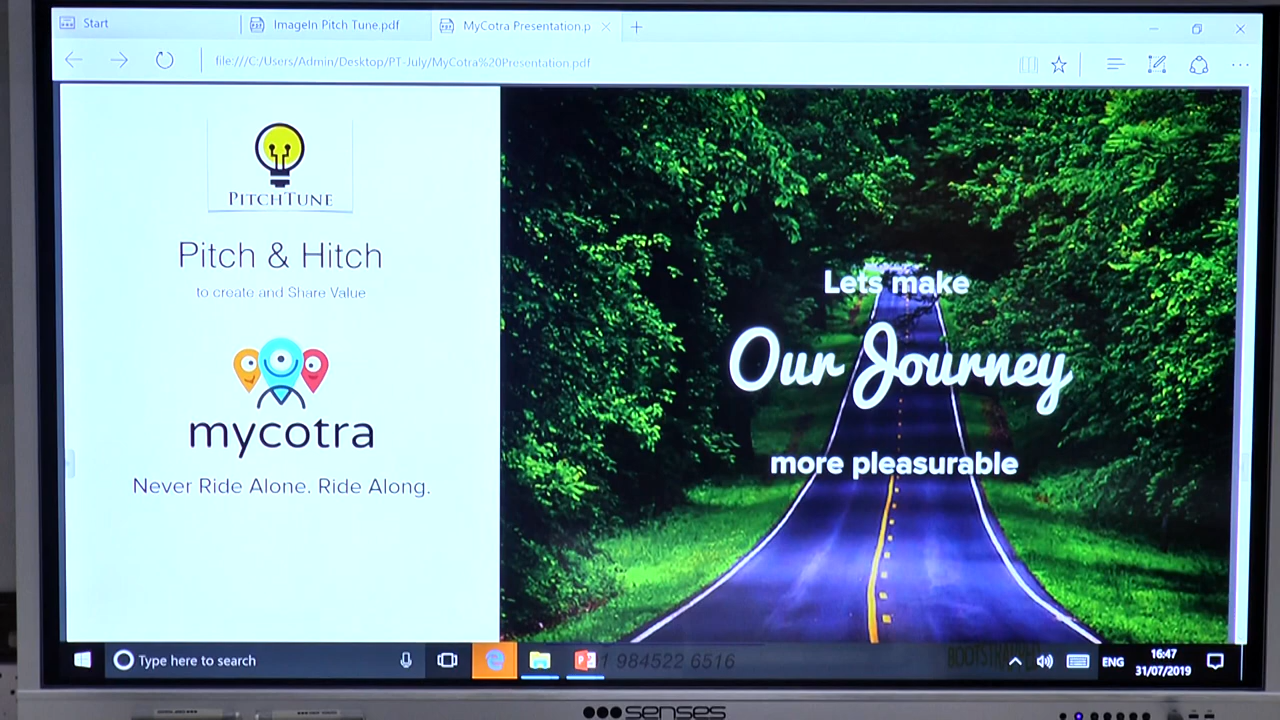 Start
ImageIn Pitch Tune.pdf
MyCotra Presentation.p
file:///C:/Users/Admin/Desktop/PT-July/MyCotra%20Presentation.pdf
PITCHTUNE
Pitch & Hitch
to create and Share Value
mycotra
Never Ride Alone. Ride Along.
Lets make
Our Journey
more pleasurable
Type here to search
1 984522 6516
BOOTSTRAPPED
ENG
16:47
31/07/2019
senses